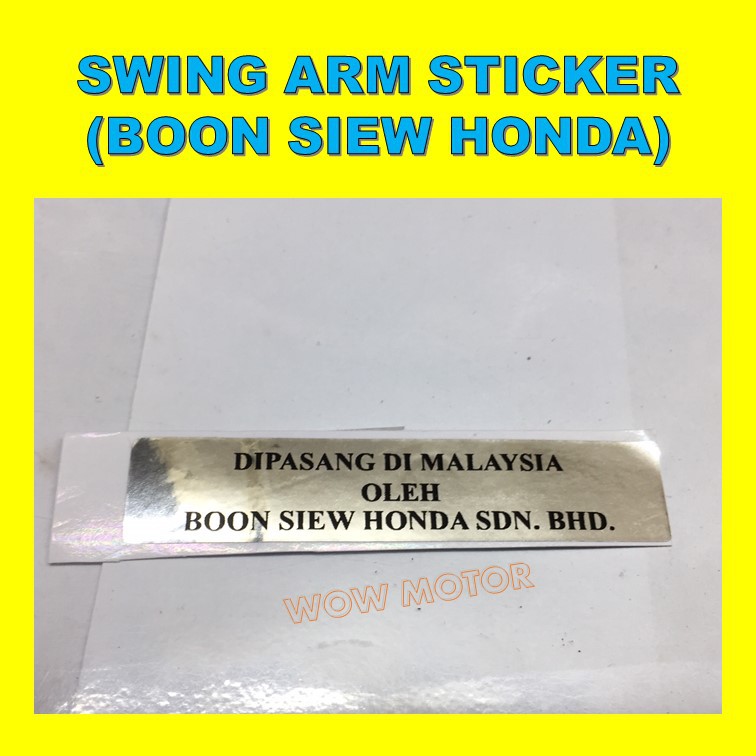 SWING ARM STICKER
(BOON SIEW HONDA)
DIPASANG DI MALAYSIA
OLEH
BOON SIEW HONDA SDN. BHD.
WOW MOTOR